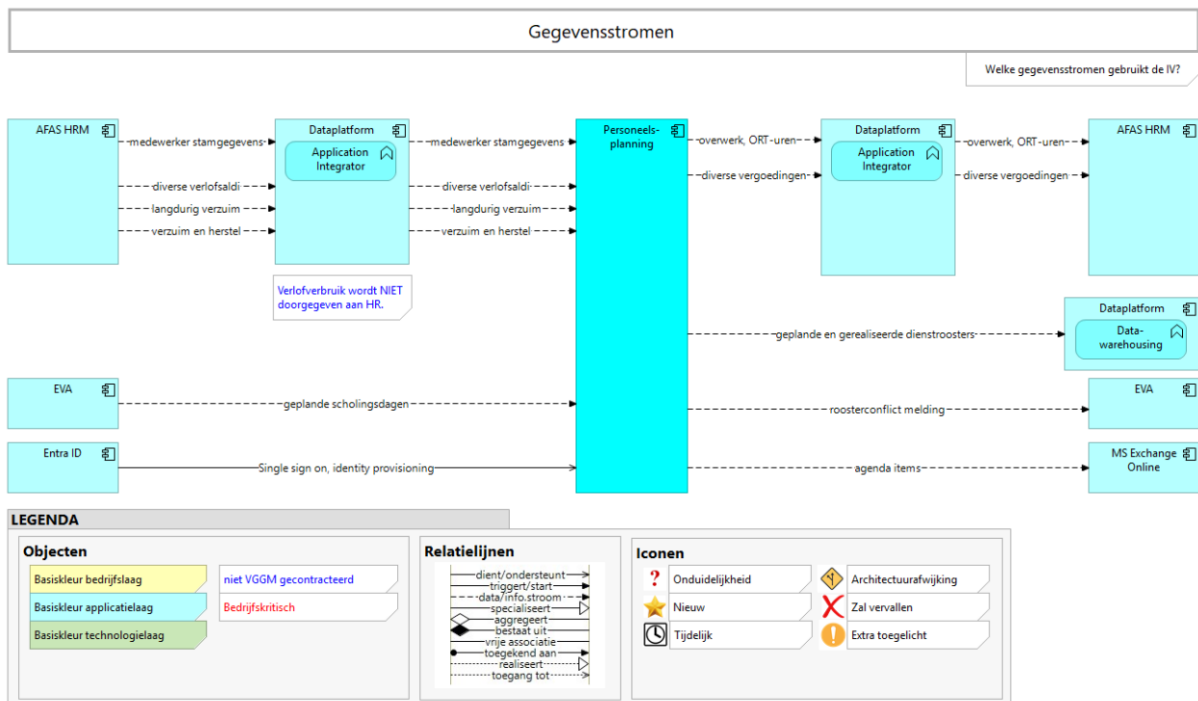 Gegevensstromen
Welke gegevensstromen gebruikt de IV?
AFAS HRM
medewerker stamgegevens
diverse verlofsaldi
langdurig verzuim
verzuim en herstel
Dataplatform
Application
Integrator
medewerker stamgegevens
diverse verlofsaldi
langdurig verzuim
verzuim en herstel
Verlofverbruik wordt NIET
doorgegeven aan HR.
Personeels-
planning
overwerk, ORT-uren
diverse vergoedingen
Dataplatform
Application
Integrator
overwerk, ORT-uren
diverse vergoedingen
AFAS HRM
geplande en gerealiseerde dienstroosters
Dataplatform
Data-
warehousing
EVA
geplande scholingsdagen
roosterconflict melding
EVA
Entra ID
Single sign on, identity provisioning
agenda items
MS Exchange
Online
LEGENDA
Objecten
Basiskleur bedrijfslaag
niet VGGM gecontracteerd
Basiskleur applicatielaag
Bedrijfskritisch
Basiskleur technologielaag
Relatielijnen
dient/ondersteunt
triggert/start
data/info.stroom
specialiseert
aggregeert
bestaat uit
vrije associatie
toegekend aan
realiseert
toegang tot
Iconen
? Onduidelijkheid
Architectuurafwijking
Nieuw
Zal vervallen
Tijdelijk
! Extra toegelicht